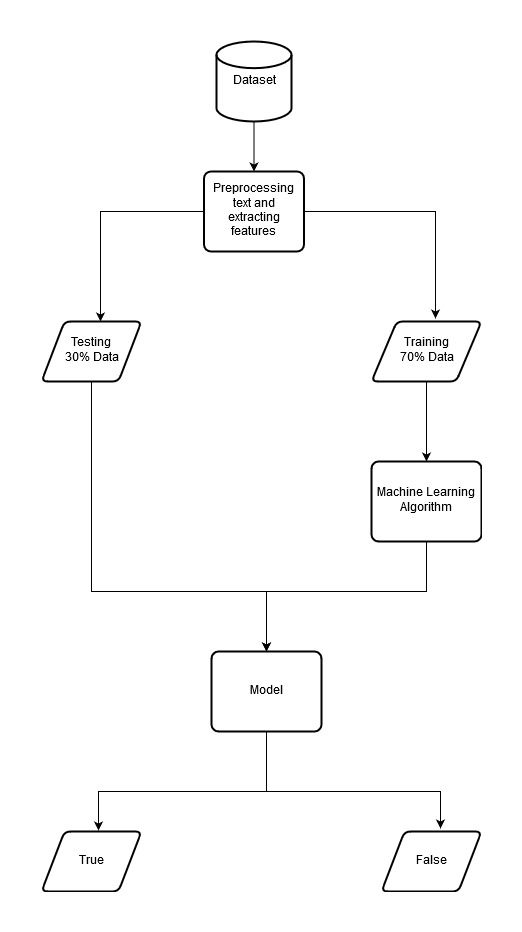 Dataset
Preprocessing
text and
extracting
features
Testing
30% Data
Training
70% Data
Machine Learning
Algorithm
Model
True
False